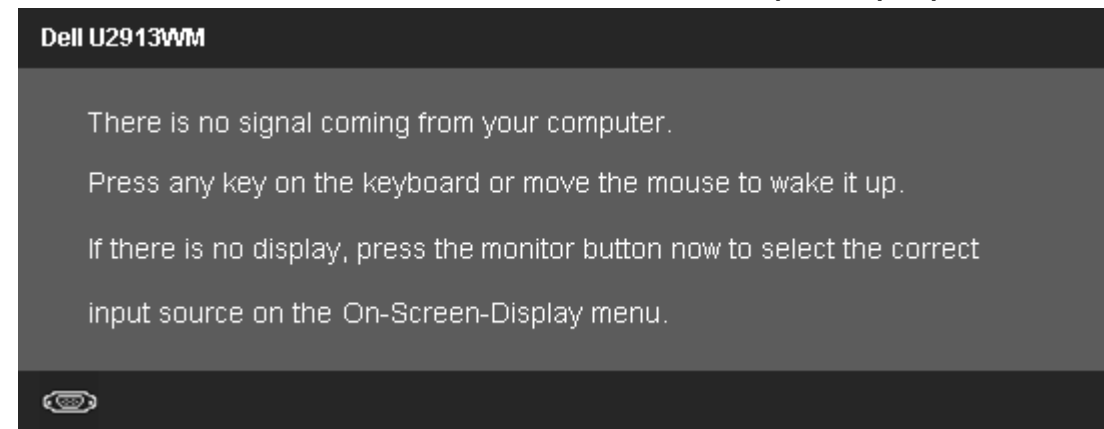 Dell U2913WM
There is no signal coming from your computer.
Press any key on the keyboard or move the mouse to wake it up.
If there is no display, press the monitor button now to select the correct
input source on the On-Screen-Display menu.